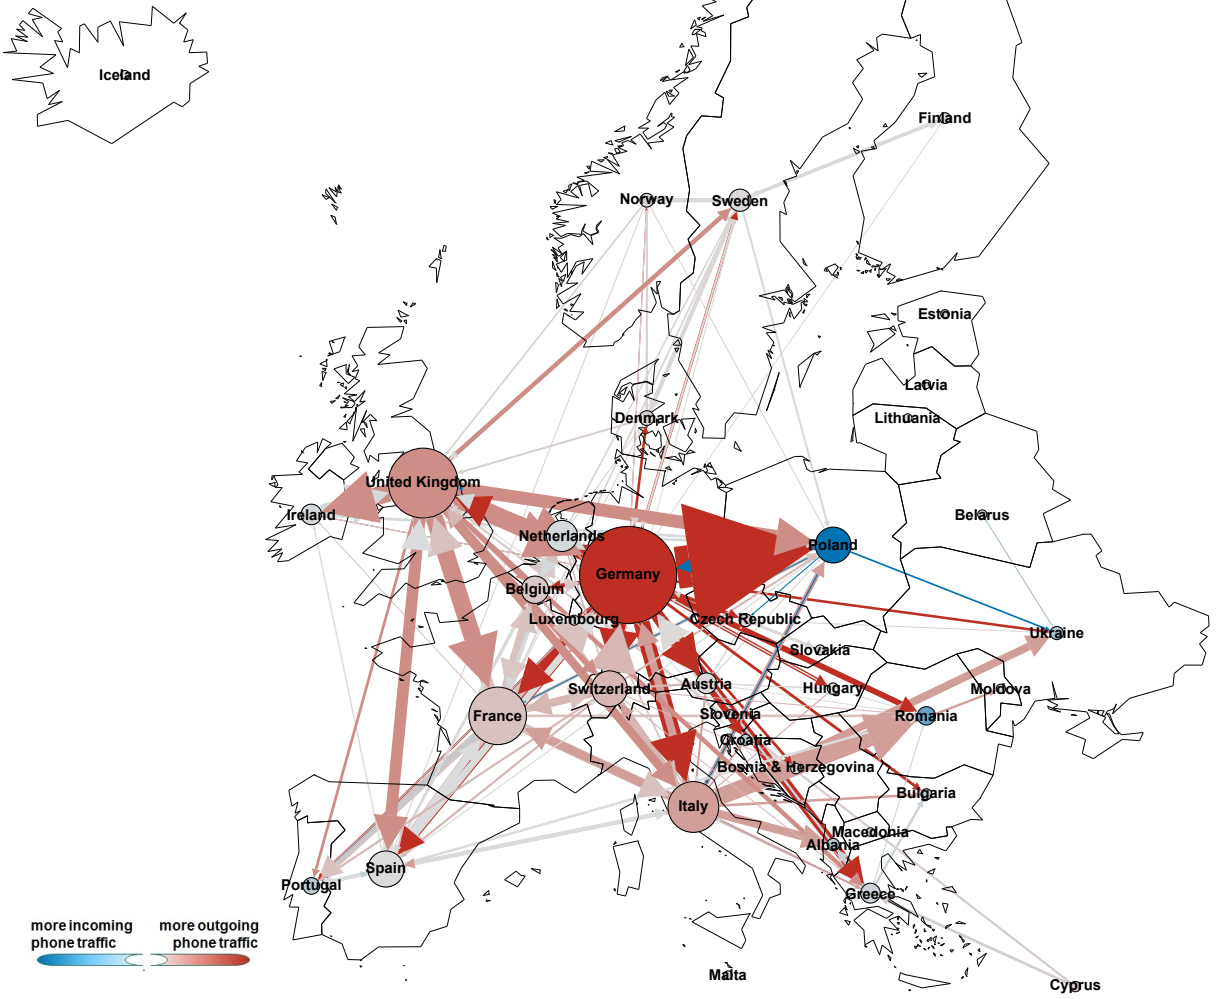 Iceland
Finland
Norway
Sweden
Estonia
Latvia
Denmark
Lithuania
United Kingdom
Ireland
Belarus
Netherlands
Poland
Germany
Belgium
Luxembourg
Czech Republic
Ukraine
Slovakia
Switzerland
Austria
Hungary
Moldova
France
Slovenia
Romania
Croatia
Bosnia & Herzegovina
Bulgaria
Italy
Macedonia
Albania
Spain
Portugal
Greece
more incoming
phone traffic
more outgoing
phone traffic
Malta
Cyprus